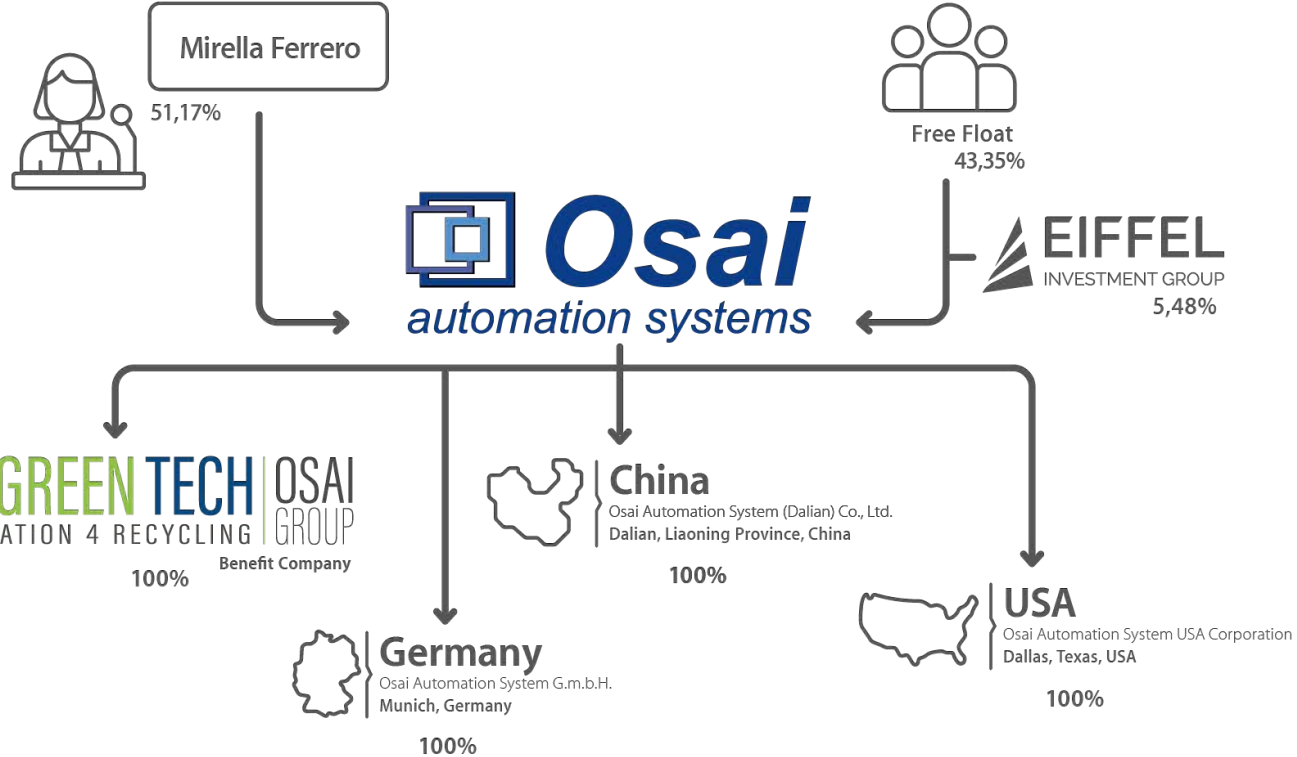 Mirella Ferrero
51,17%
Free Float
43,35%
EIFFEL
INVESTMENT GROUP
5,48%
Osai
automation systems
GREEN TECH
ATION 4 RECYCLING
OSAI
GROUP
Benefit Company
100%
China
Osai Automation System (Dalian) Co., Ltd.
Dalian, Liaoning Province, China
100%
Germany
Osai Automation System G.m.b.H.
Munich, Germany
100%
USA
Osai Automation System USA Corporation
Dallas, Texas, USA
100%